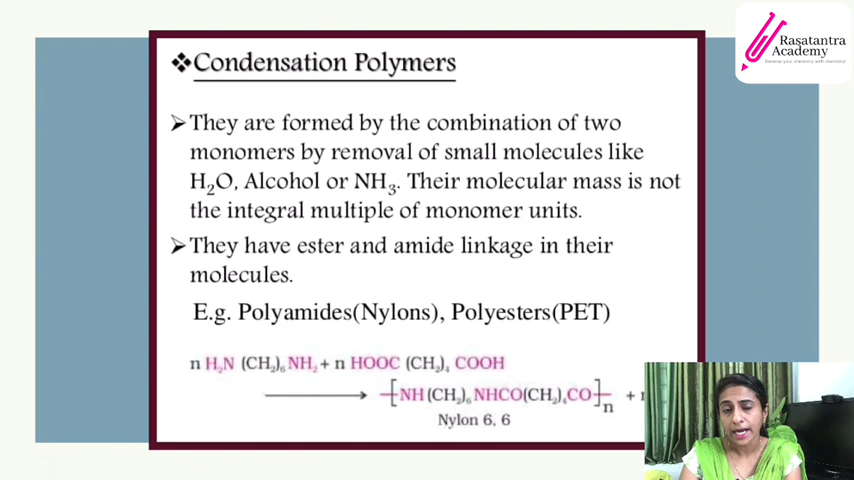 ❖Condensation Polymers
➤They are formed by the combination of two
monomers by removal of small molecules like
H₂O, Alcohol or NH₃. Their molecular mass is not
the integral multiple of monomer units.
➤They have ester and amide linkage in their
molecules.
E.g. Polyamides(Nylons), Polyesters(PET)
n H₂N (CH₂)₆ NH₂ + n HOOC (CH₂)₄ COOH
⟶ -[NH(CH₂)₆ NHCO(CH₂)₄CO]-n +
Nylon 6, 6
Rasatantra
Academy
Develop your chemistry with chemistry!